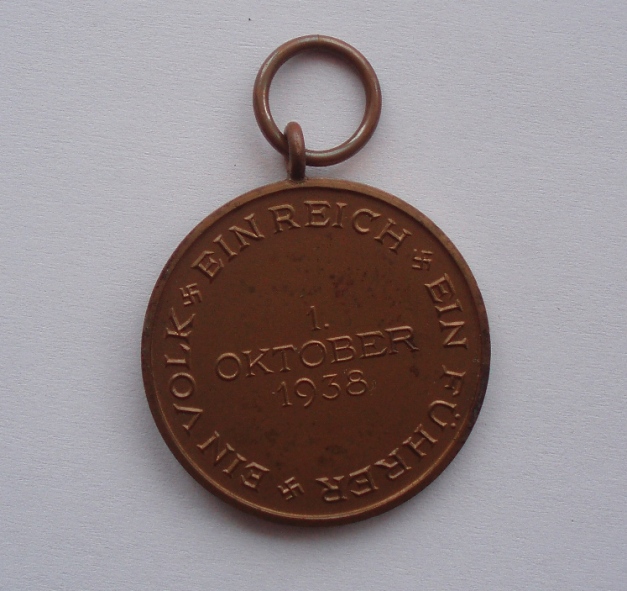 EIN VOLK EIN REICH EIN FÜHRER
1.
OKTOBER
1938